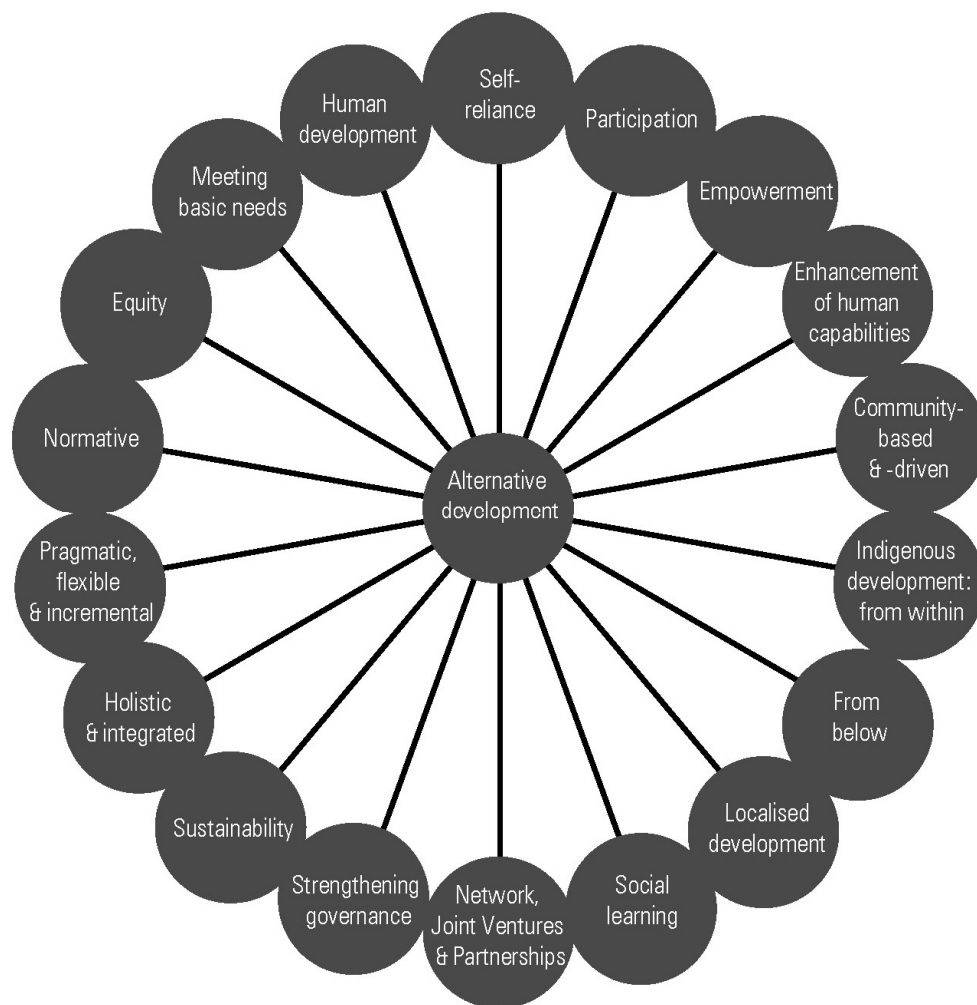 Self-
reliance
Participation
Empowerment
Enhancement
of human
capabilities
Community-
based
& -driven
Indigenous
development:
from within
From
below
Localised
development
Social
learning
Network,
Joint Ventures
& Partnerships
Strengthening
governance
Sustainability
Holistic
& integrated
Pragmatic,
flexible
& incremental
Normative
Equity
Meeting
basic needs
Human
development
Alternative
development